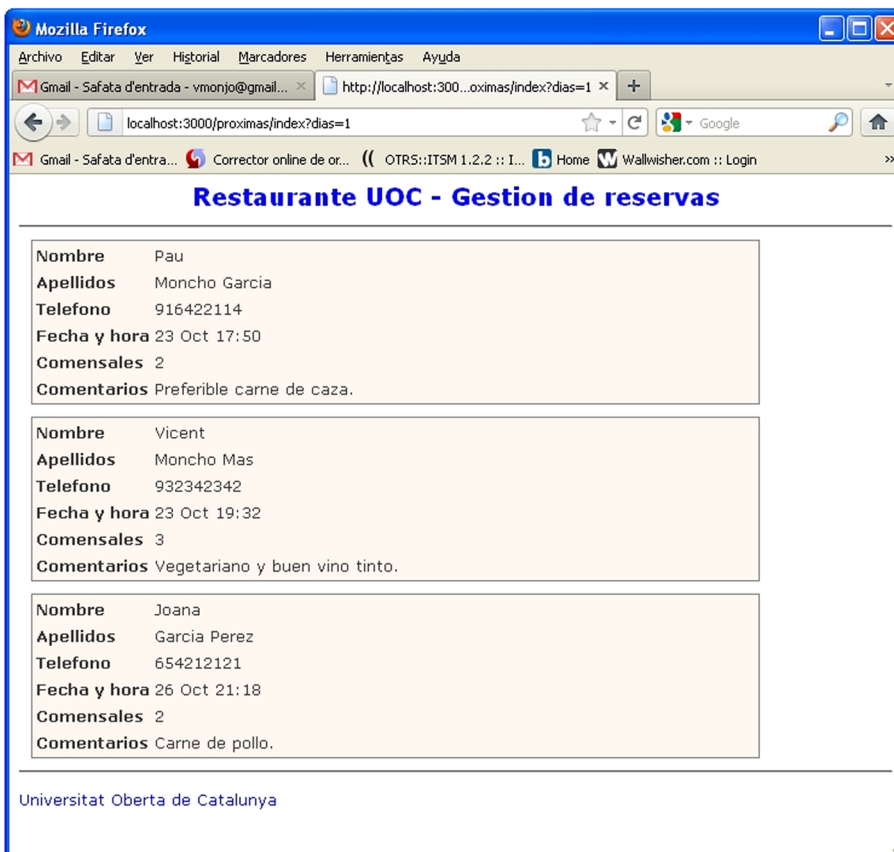 Mozilla Firefox
Archivo Editar Ver Historial Marcadores Herramientas Ayuda
Gmail - Safata d'entrada - vmonjo@gmail... × http://localhost:300...oximas/index?dias=1 × +
localhost:3000/proximas/index?dias=1 Google
Gmail - Safata d'entra... Corrector online de or... (( OTRS::ITSM 1.2.2 :: I... b Home W Wallwisher.com :: Login »
Restaurante UOC - Gestion de reservas
Nombre Pau
Apellidos Moncho Garcia
Telefono 916422114
Fecha y hora 23 Oct 17:50
Comensales 2
Comentarios Preferible carne de caza.
Nombre Vicent
Apellidos Moncho Mas
Telefono 932342342
Fecha y hora 23 Oct 19:32
Comensales 3
Comentarios Vegetariano y buen vino tinto.
Nombre Joana
Apellidos Garcia Perez
Telefono 654212121
Fecha y hora 26 Oct 21:18
Comensales 2
Comentarios Carne de pollo.
Universitat Oberta de Catalunya